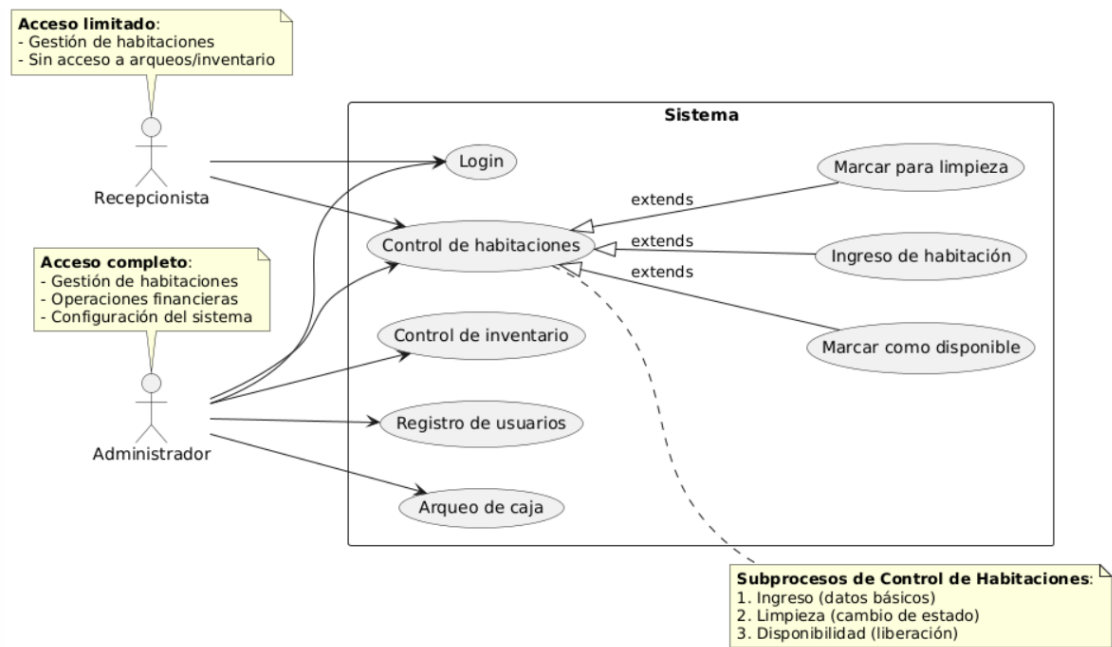 Acceso limitado:
- Gestión de habitaciones
- Sin acceso a arqueos/inventario
Recepcionista
Acceso completo:
- Gestión de habitaciones
- Operaciones financieras
- Configuración del sistema
Administrador
Sistema
Login
Control de habitaciones
Control de inventario
Registro de usuarios
Arqueo de caja
extends
extends
extends
Marcar para limpieza
Ingreso de habitación
Marcar como disponible
Subprocesos de Control de Habitaciones:
1. Ingreso (datos básicos)
2. Limpieza (cambio de estado)
3. Disponibilidad (liberación)